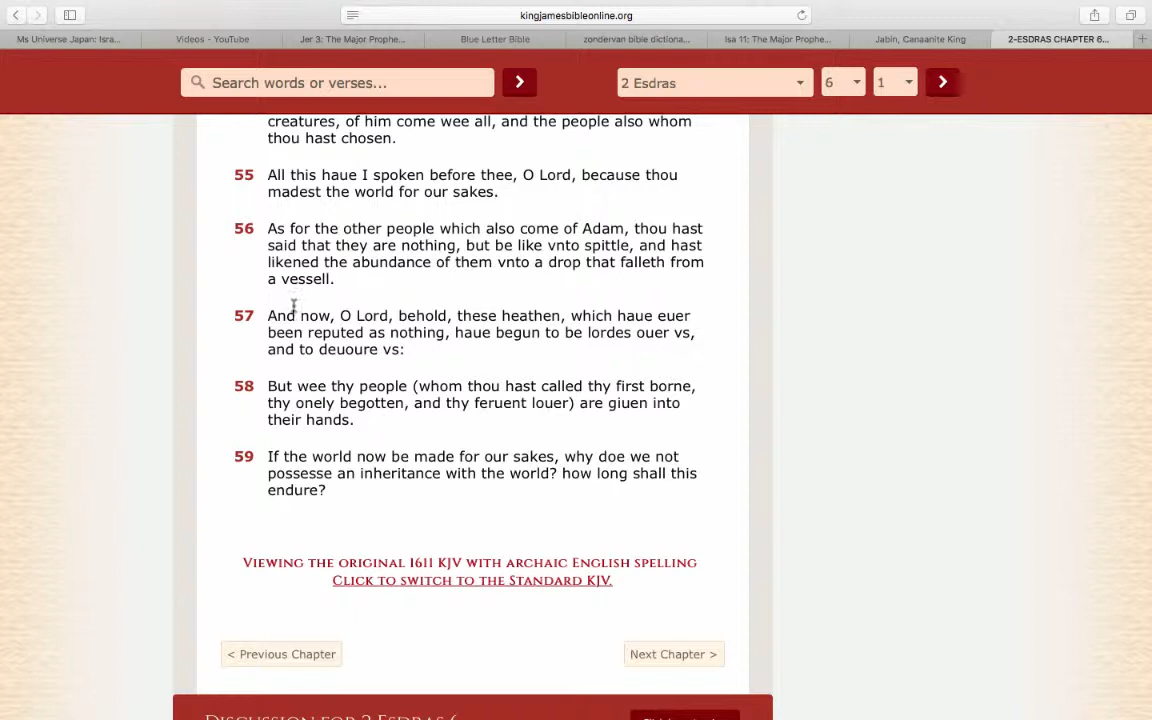 kingjamesbibleonline.org
Ms Universe Japan: Isra...
Videos - YouTube
Jer 3: The Major Prophe...
Blue Letter Bible
zondervan bible dictiona...
Isa 11: The Major Prophe...
Jabin, Canaanite King
2-ESDRAS CHAPTER 6...
Search words or verses...
2 Esdras
6
1
creatures, of him come wee all, and the people also whom
thou hast chosen.
55 All this haue I spoken before thee, O Lord, because thou
madest the world for our sakes.
56 As for the other people which also come of Adam, thou hast
said that they are nothing, but be like vnto spittle, and hast
likened the abundance of them vnto a drop that falleth from
a vessell.
57 And now, O Lord, behold, these heathen, which haue euer
been reputed as nothing, haue begun to be lordes ouer vs,
and to deuoure vs:
58 But wee thy people (whom thou hast called thy first borne,
thy onely begotten, and thy feruent louer) are giuen into
their hands.
59 If the world now be made for our sakes, why doe we not
possesse an inheritance with the world? how long shall this
endure?
Viewing the original 1611 KJV with archaic English spelling
Click to switch to the Standard KJV.
< Previous Chapter
Next Chapter >
Discussion for 2 Esdras 6